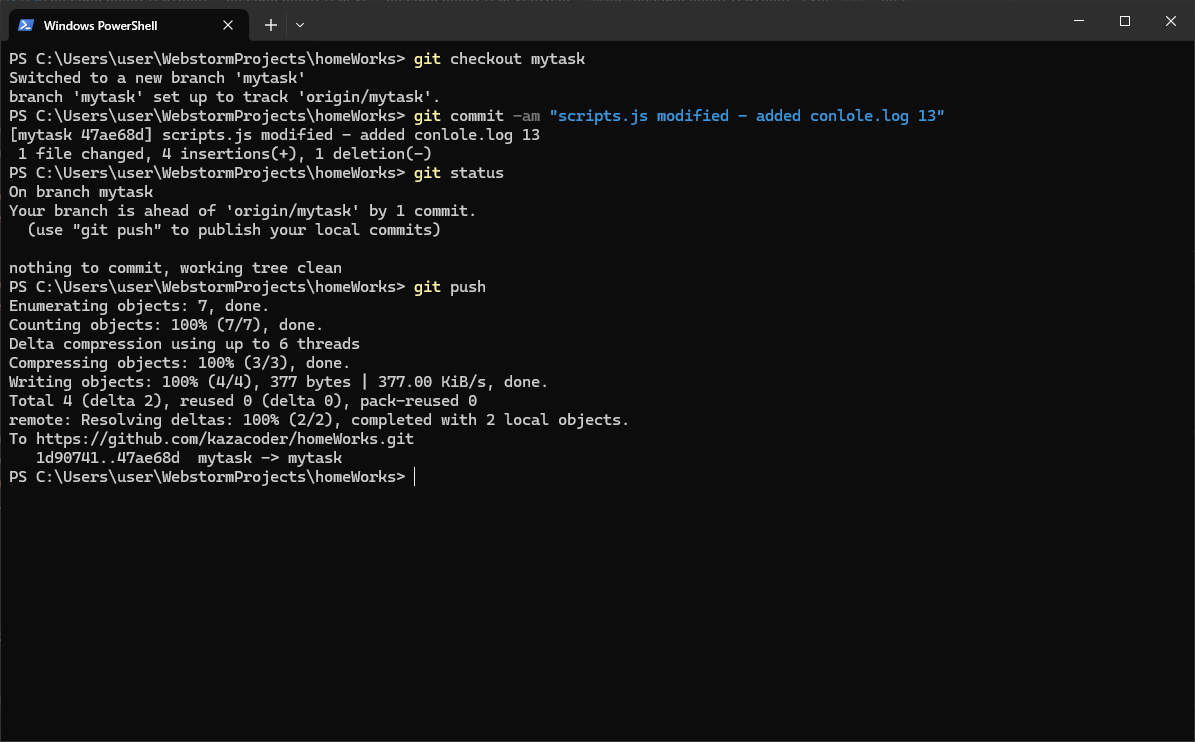 Windows PowerShell
PS C:\Users\user\WebstormProjects\homeWorks> git checkout mytask
Switched to a new branch 'mytask'
branch 'mytask' set up to track 'origin/mytask'.
PS C:\Users\user\WebstormProjects\homeWorks> git commit -am "scripts.js modified - added conlole.log 13"
[mytask 47ae68d] scripts.js modified - added conlole.log 13
 1 file changed, 4 insertions(+), 1 deletion(-)
PS C:\Users\user\WebstormProjects\homeWorks> git status
On branch mytask
Your branch is ahead of 'origin/mytask' by 1 commit.
  (use "git push" to publish your local commits)

nothing to commit, working tree clean
PS C:\Users\user\WebstormProjects\homeWorks> git push
Enumerating objects: 7, done.
Counting objects: 100% (7/7), done.
Delta compression using up to 6 threads
Compressing objects: 100% (3/3), done.
Writing objects: 100% (4/4), 377 bytes | 377.00 KiB/s, done.
Total 4 (delta 2), reused 0 (delta 0), pack-reused 0
remote: Resolving deltas: 100% (2/2), completed with 2 local objects.
To https://github.com/kazacoder/homeWorks.git
   1d90741..47ae68d  mytask -> mytask
PS C:\Users\user\WebstormProjects\homeWorks>